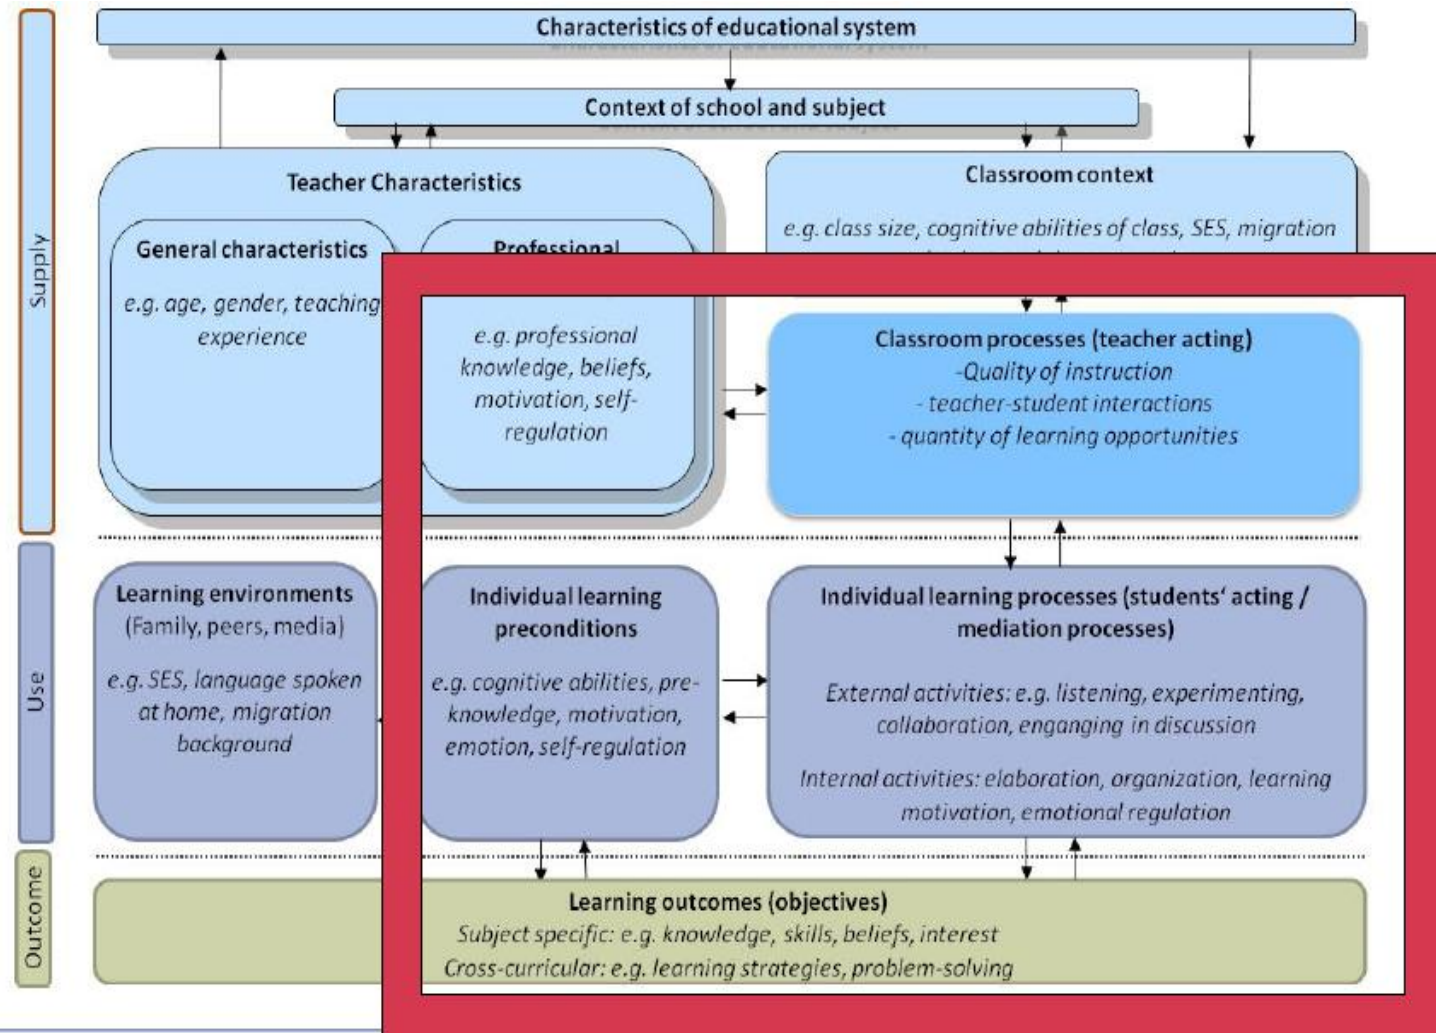 Characteristics of educational system
Context of school and subject
Supply
Teacher Characteristics
General characteristics
e.g. age, gender, teaching
experience
Professional
e.g. professional
knowledge, beliefs,
motivation, self-
regulation
Classroom context
e.g. class size, cognitive abilities of class, SES, migration
Classroom processes (teacher acting)
-Quality of instruction
- teacher-student interactions
- quantity of learning opportunities
Use
Learning environments
(Family, peers, media)
e.g. SES, language spoken
at home, migration
background
Individual learning
preconditions
e.g. cognitive abilities, pre-
knowledge, motivation,
emotion, self-regulation
Individual learning processes (students‘ acting /
mediation processes)
External activities: e.g. listening, experimenting,
collaboration, enganging in discussion
Internal activities: elaboration, organization, learning
motivation, emotional regulation
Outcome
Learning outcomes (objectives)
Subject specific: e.g. knowledge, skills, beliefs, interest
Cross-curricular: e.g. learning strategies, problem-solving